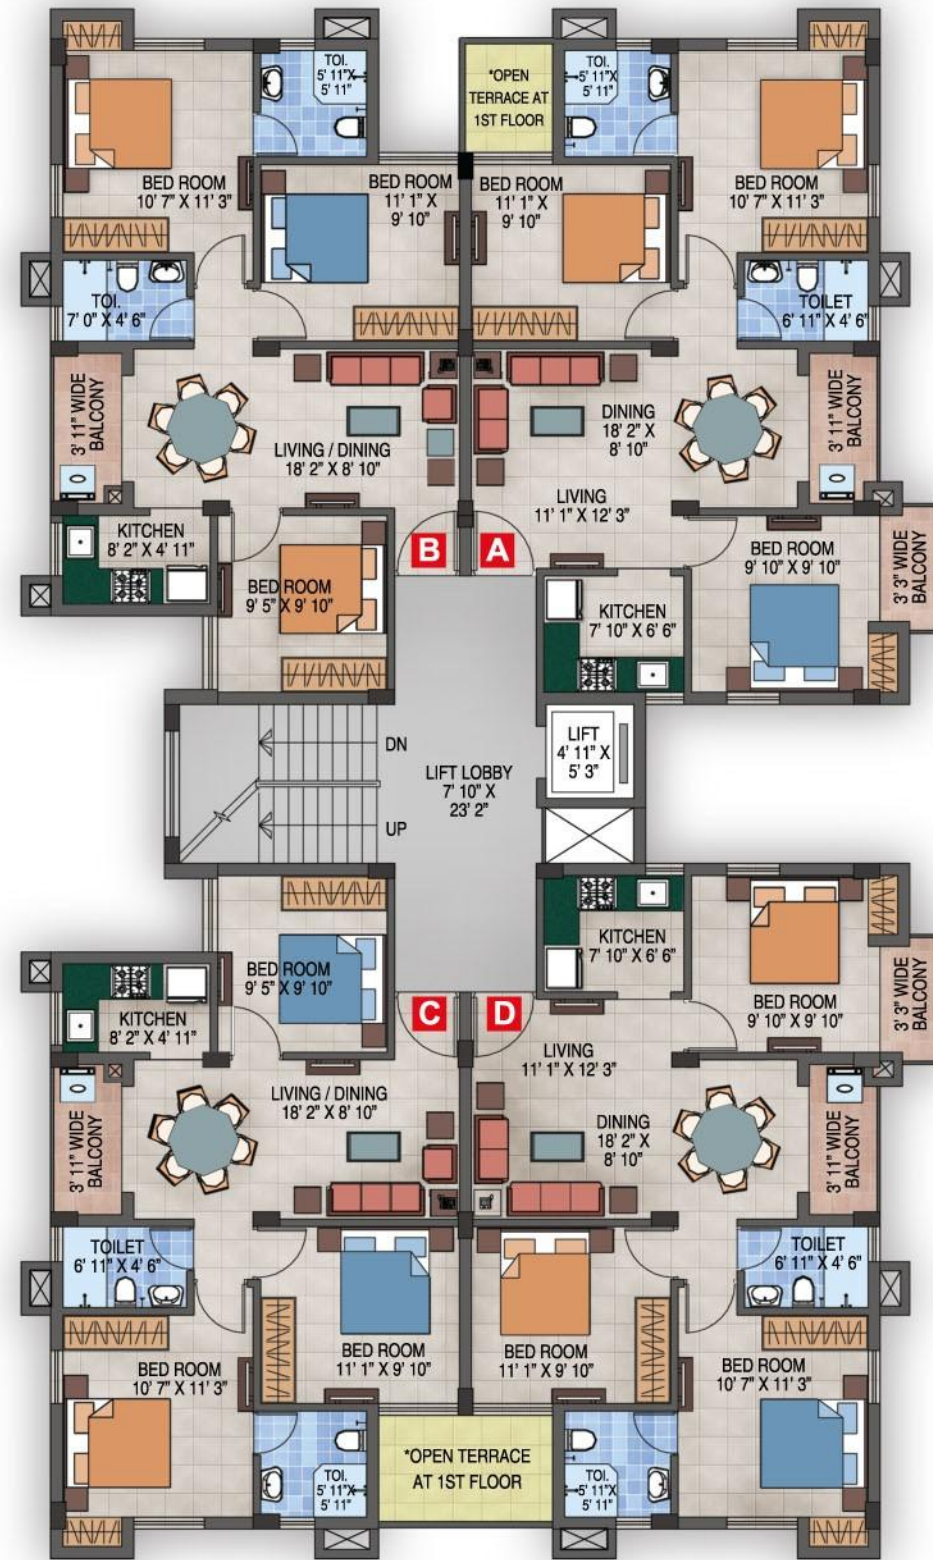 TOI.
5' 11"X
5' 11"
*OPEN
TERRACE AT
1ST FLOOR
TOI.
5' 11"X
5' 11"
BED ROOM
10' 7" X 11' 3"
BED ROOM
11' 1" X
9' 10"
BED ROOM
11' 1" X
9' 10"
BED ROOM
10' 7" X 11' 3"
TOI.
7' 0" X 4' 6"
TOILET
6' 11" X 4' 6"
3' 11" WIDE
BALCONY
LIVING / DINING
18' 2" X 8' 10"
DINING
18' 2" X
8' 10"
3' 11" WIDE
BALCONY
LIVING
11' 1" X 12' 3"
KITCHEN
8' 2" X 4' 11"
B
A
BED ROOM
9' 10" X 9' 10"
3' 3" WIDE
BALCONY
BED ROOM
9' 5" X 9' 10"
KITCHEN
7' 10" X 6' 6"
DN
LIFT
4' 11" X
5' 3"
LIFT LOBBY
7' 10" X
23' 2"
UP
KITCHEN
7' 10" X 6' 6"
BED ROOM
9' 5" X 9' 10"
BED ROOM
9' 10" X 9' 10"
3' 3" WIDE
BALCONY
KITCHEN
8' 2" X 4' 11"
C
D
LIVING
11' 1" X 12' 3"
3' 11" WIDE
BALCONY
LIVING / DINING
18' 2" X 8' 10"
DINING
18' 2" X
8' 10"
3' 11" WIDE
BALCONY
TOILET
6' 11" X 4' 6"
TOILET
6' 11" X 4' 6"
BED ROOM
10' 7" X 11' 3"
BED ROOM
11' 1" X 9' 10"
BED ROOM
11' 1" X 9' 10"
BED ROOM
10' 7" X 11' 3"
TOI.
5' 11"X
5' 11"
*OPEN TERRACE
AT 1ST FLOOR
TOI.
5' 11"X
5' 11"